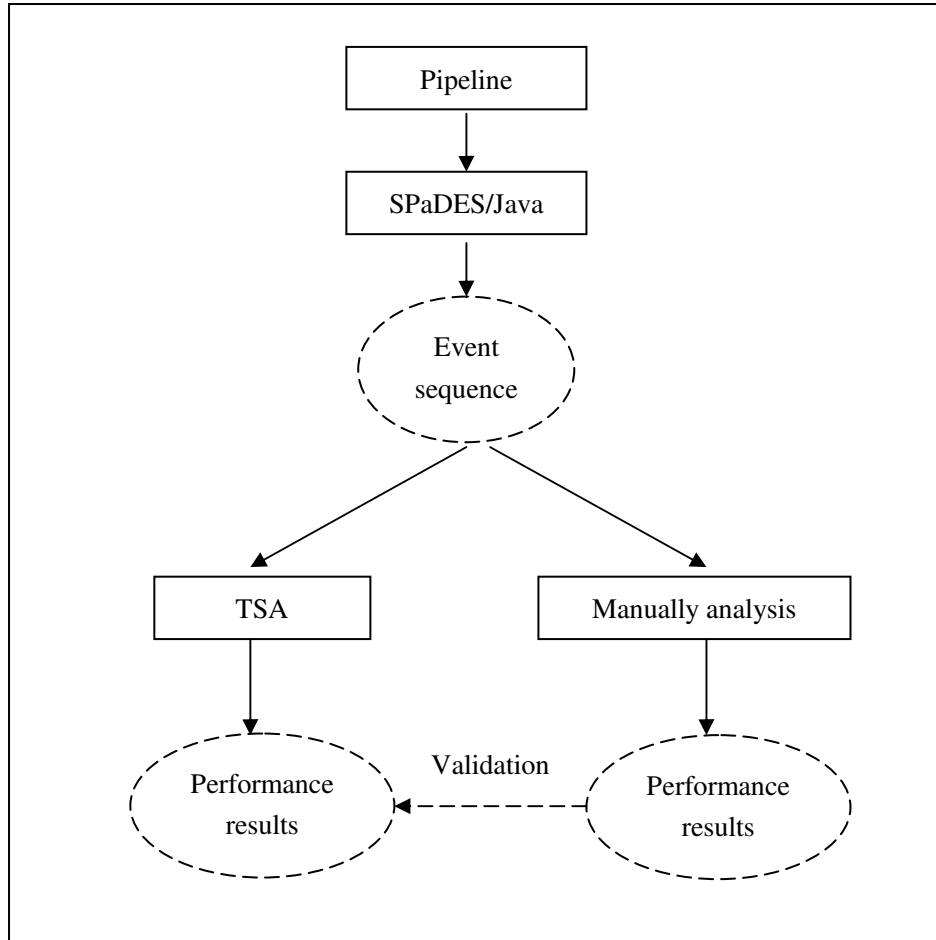 Pipeline
SPaDES/Java
Event
sequence
TSA
Manually analysis
Performance
results
Validation
Performance
results